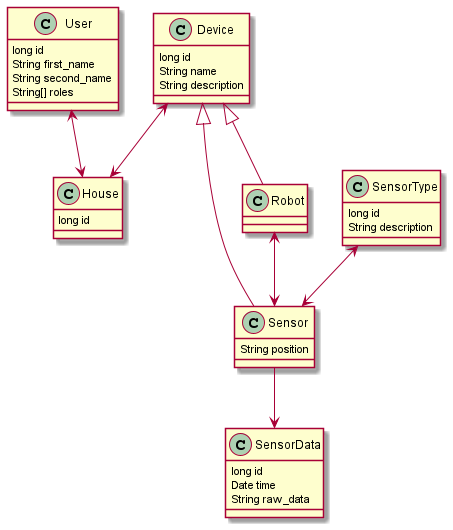 C User
long id
String first_name
String second_name
String[] roles
C Device
long id
String name
String description
C House
long id
C Robot
C SensorType
long id
String description
C Sensor
String position
C SensorData
long id
Date time
String raw_data